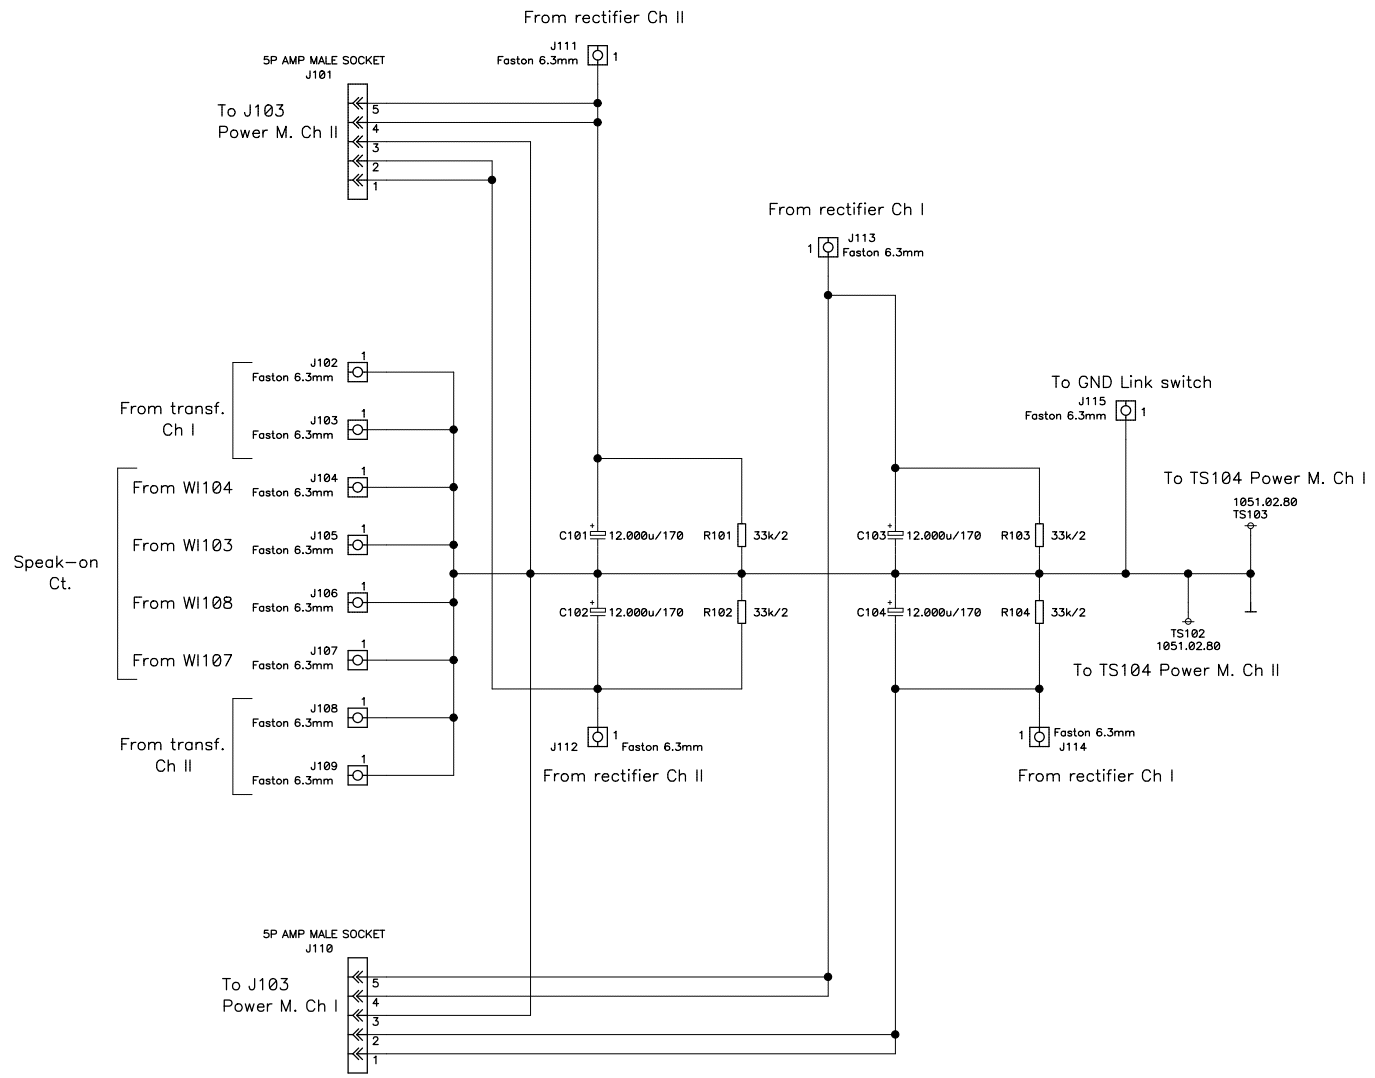 From rectifier Ch II
J111
Faston 6.3mm
1
5P AMP MALE SOCKET
J101
To J103
Power M. Ch II
5
4
3
2
1
From rectifier Ch I
1
J113
Faston 6.3mm
From transf.
Ch I
J102
Faston 6.3mm
1
J103
Faston 6.3mm
1
Speak-on
Ct.
From WI104
J104
Faston 6.3mm
1
From WI103
J105
Faston 6.3mm
1
From WI108
J106
Faston 6.3mm
1
From WI107
J107
Faston 6.3mm
1
From transf.
Ch II
J108
Faston 6.3mm
1
J109
Faston 6.3mm
1
To GND Link switch
J115
Faston 6.3mm
1
To TS104 Power M. Ch I
1051.02.80
TS103
C101 + 12.000u/170
R101 33k/2
C103 + 12.000u/170
R103 33k/2
C102 + 12.000u/170
R102 33k/2
C104 + 12.000u/170
R104 33k/2
TS102
1051.02.80
To TS104 Power M. Ch II
J112
1
Faston 6.3mm
From rectifier Ch II
1
Faston 6.3mm
J114
From rectifier Ch I
5P AMP MALE SOCKET
J110
To J103
Power M. Ch I
5
4
3
2
1